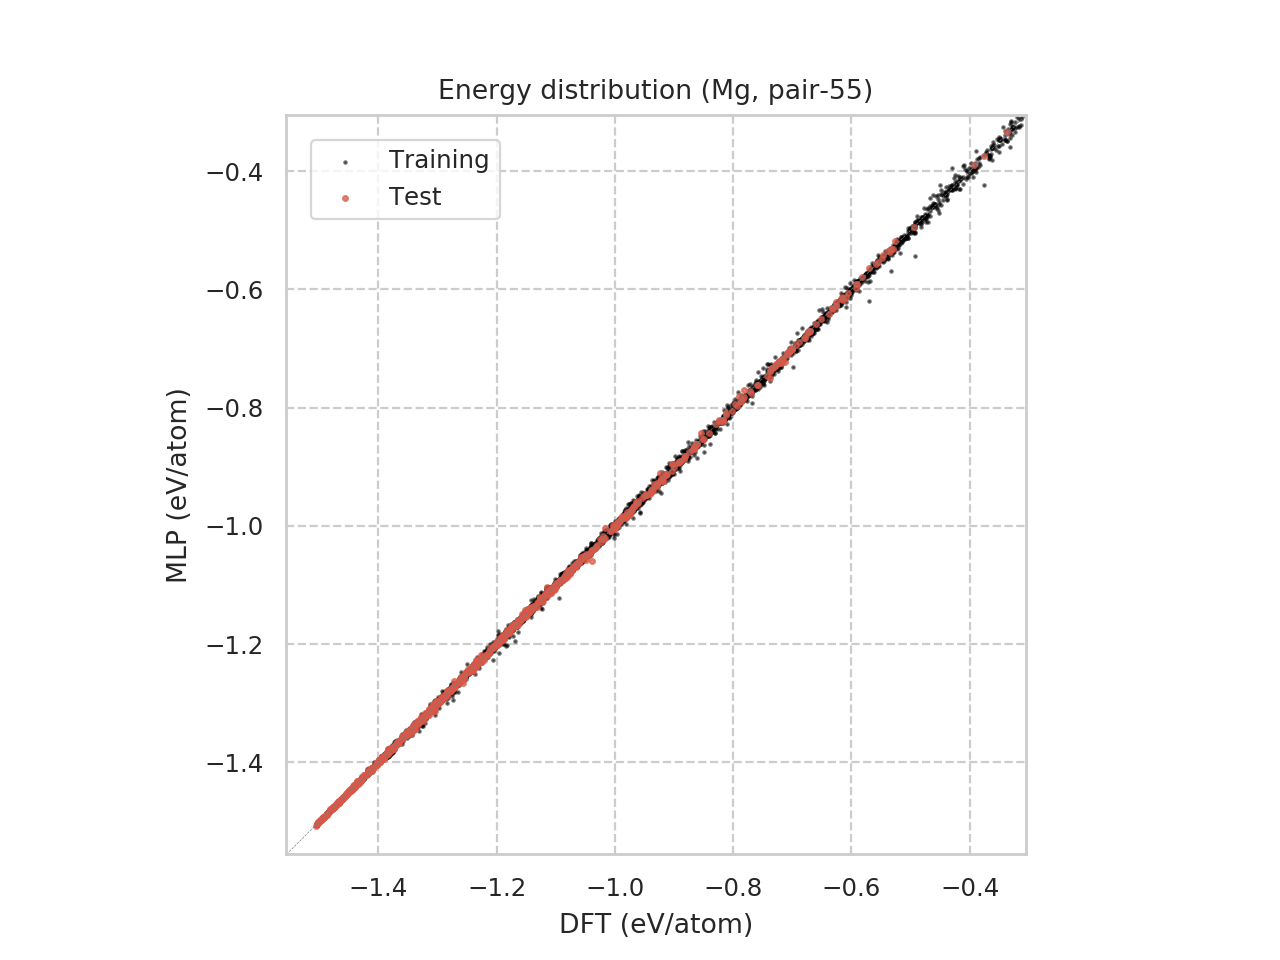 Energy distribution (Mg, pair-55)
Training
Test
−0.4
−0.6
−0.8
−1.0
−1.2
−1.4
MLP (eV/atom)
−1.4 −1.2 −1.0 −0.8 −0.6 −0.4
DFT (eV/atom)